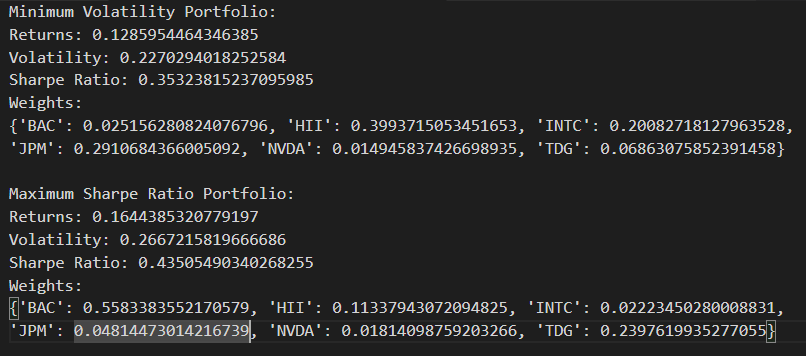 Minimum Volatility Portfolio:
Returns: 0.1285954464346385
Volatility: 0.2270294018252584
Sharpe Ratio: 0.35323815237095985
Weights:
{'BAC': 0.025156280824076796, 'HII': 0.3993715053451653, 'INTC': 0.20082718127963528,
'JPM': 0.2910684366005092, 'NVDA': 0.014945837426698935, 'TDG': 0.06863075852391458}
Maximum Sharpe Ratio Portfolio:
Returns: 0.1644385320779197
Volatility: 0.2667215819666686
Sharpe Ratio: 0.43505490340268255
Weights:
{'BAC': 0.5583383552170579, 'HII': 0.11337943072094825, 'INTC': 0.02223450280008831,
'JPM': 0.04814473014216739, 'NVDA': 0.01814098759203266, 'TDG': 0.2397619935277055}